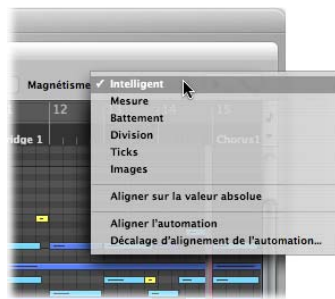 Magnétisme ✓ Intelligent
Mesure
Battement
Division
Ticks
Images
Aligner sur la valeur absolue
Aligner l'automation
Décalage d'alignement de l'automation...
12
14
15
idge 1
Chorus1